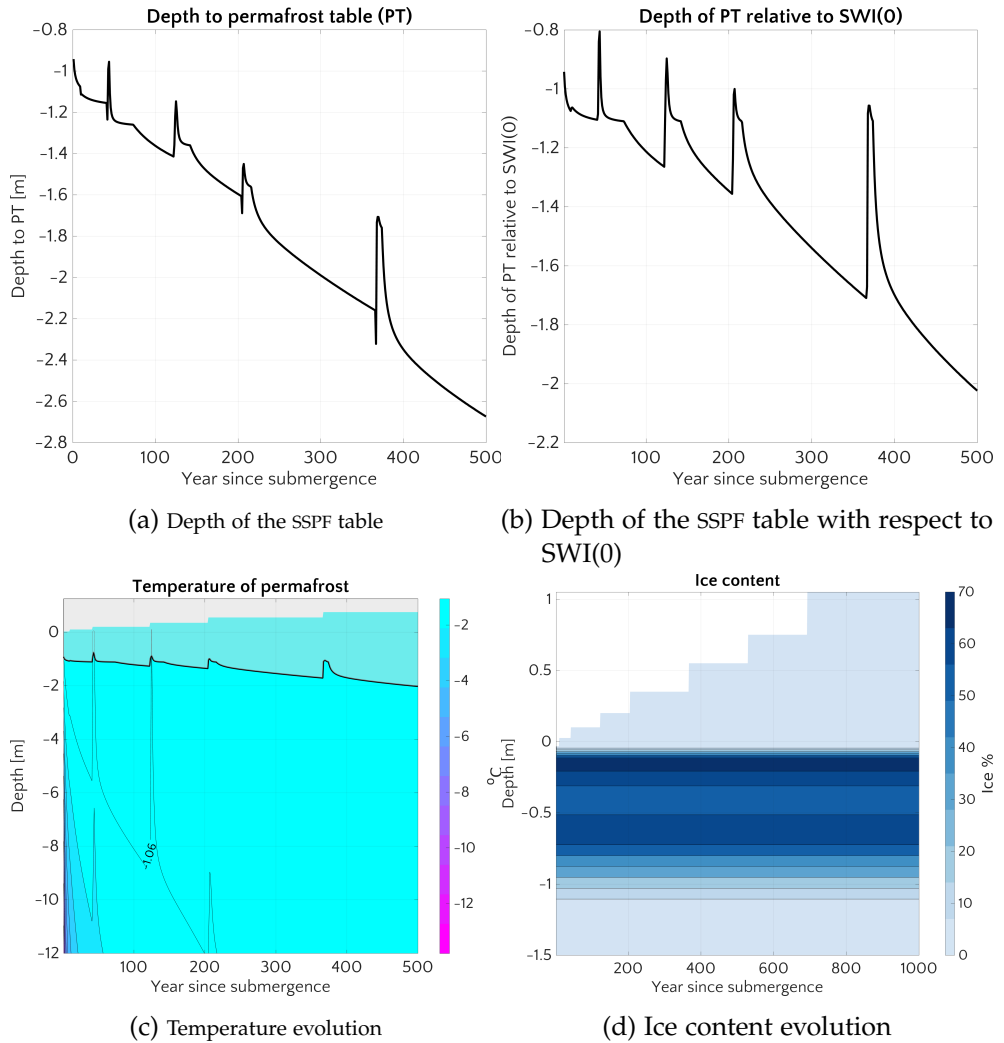 Depth to permafrost table (PT)
-0.8
-1
-1.2
-1.4
-1.6
-1.8
-2
-2.2
-2.4
-2.6
-2.8
Depth to PT [m]
0 100 200 300 400 500
Year since submergence
(a) Depth of the SSPF table
Depth of PT relative to SWI(0)
-0.8
-1
-1.2
-1.4
-1.6
-1.8
-2
-2.2
Depth of PT relative to SWI(0)
100 200 300 400 500
Year since submergence
(b) Depth of the SSPF table with respect to
SWI(0)
Temperature of permafrost
0
-2
-4
-6
-8
-10
-12
Depth [m]
-1.06
100 200 300 400 500
Year since submergence
-2
-4
-6
-8
-10
-12
°C
(c) Temperature evolution
Ice content
1
0.5
0
-0.5
-1
-1.5
Depth [m]
200 400 600 800 1000
Year since submergence
70
60
50
40
30
20
10
0
Ice %
(d) Ice content evolution